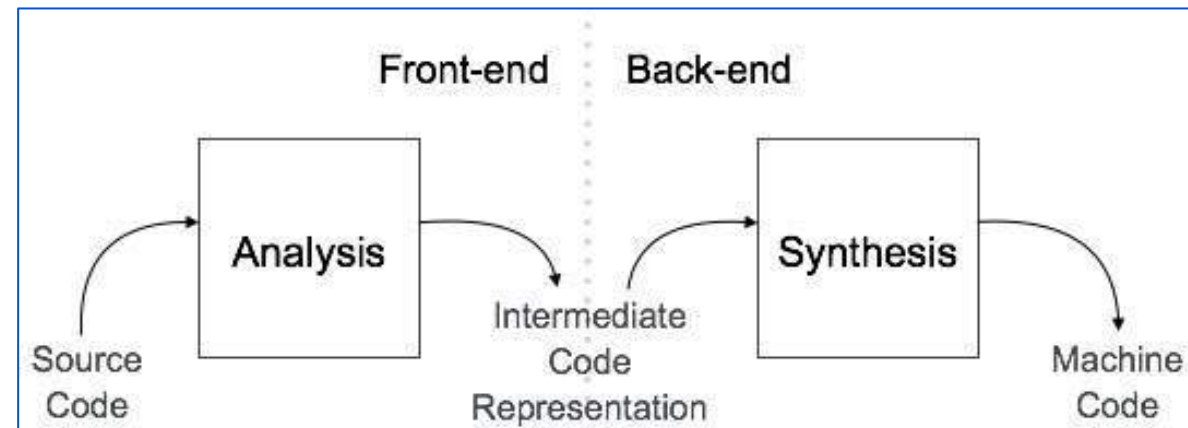 Front-end
Back-end
Analysis
Synthesis
Source
Code
Intermediate
Code
Representation
Machine
Code